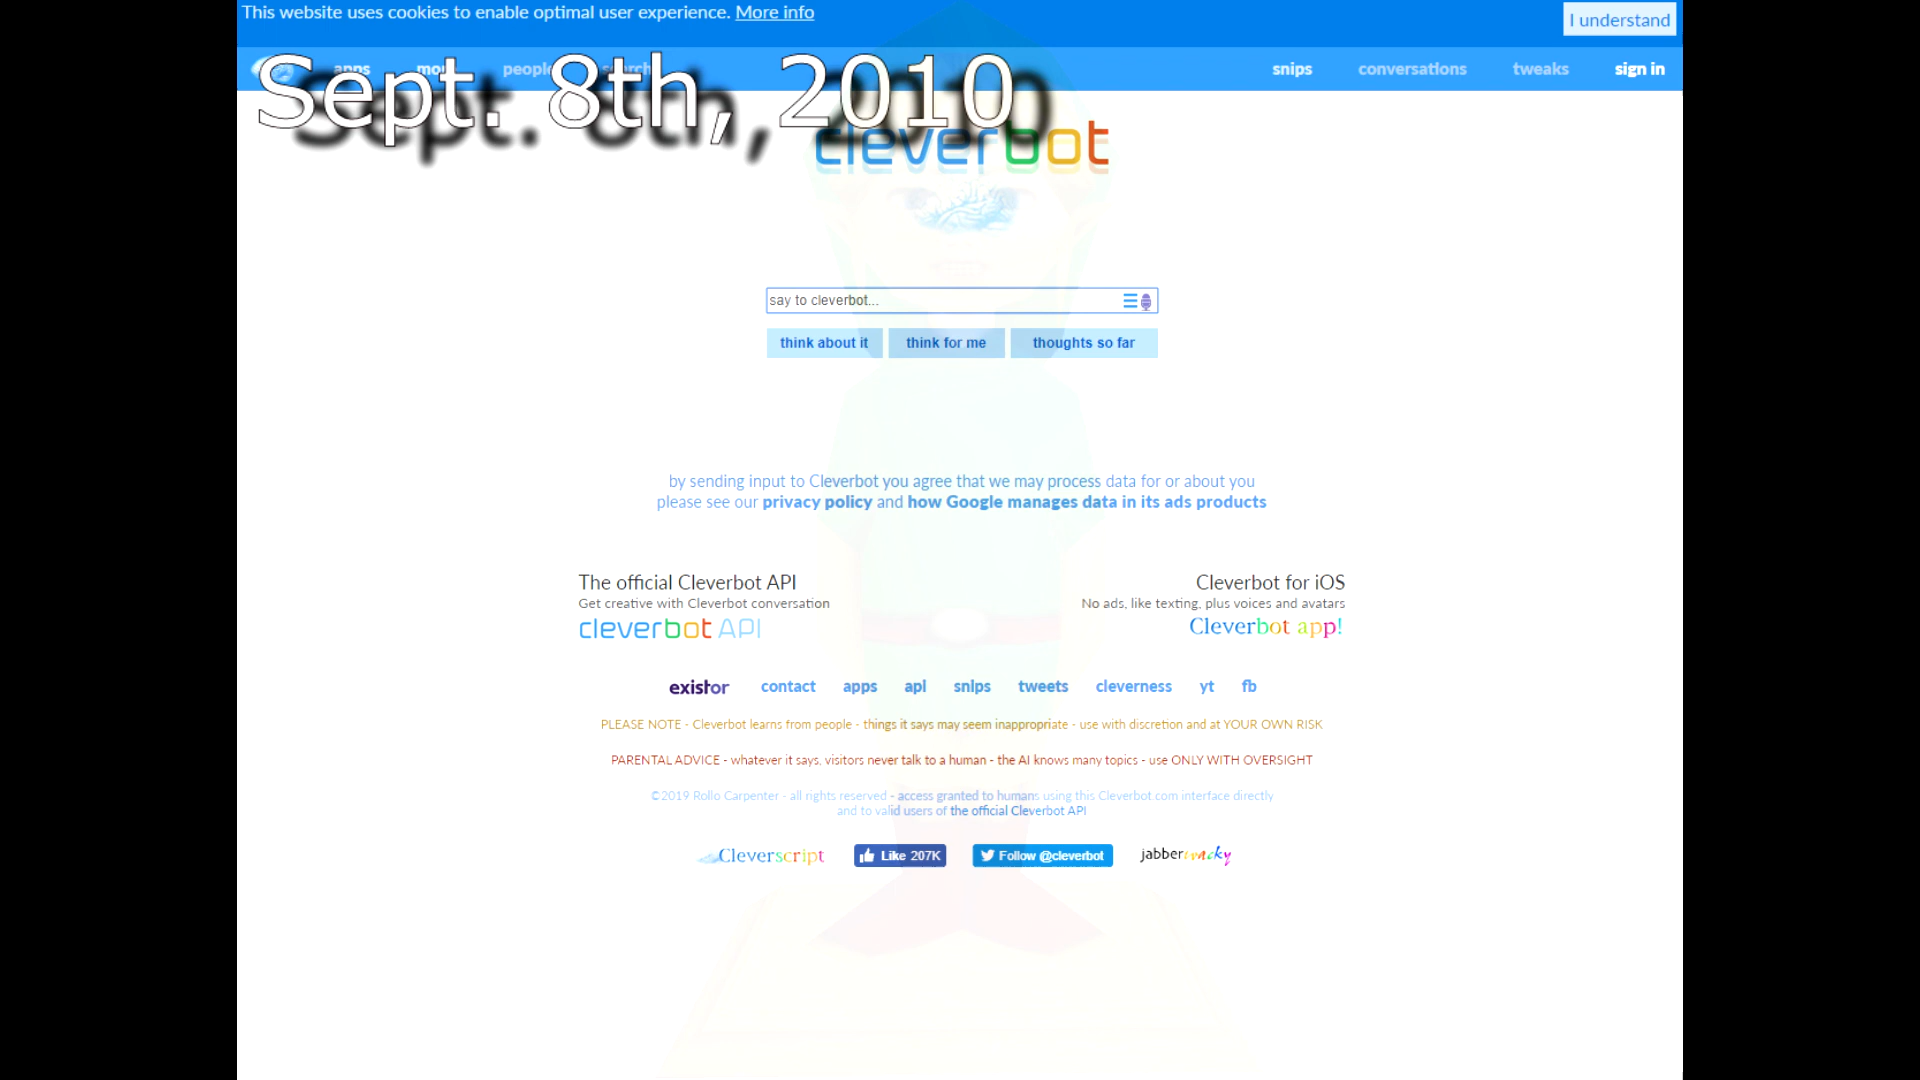 This website uses cookies to enable optimal user experience. More info
I understand
apps
people
snips conversations tweaks sign in
Sept. 8th, 2010
cleverbot
say to cleverbot...
think about it think for me thoughts so far
by sending input to Cleverbot you agree that we may process data for or about you
please see our privacy policy and how Google manages data in its ads products
The official Cleverbot API
Get creative with Cleverbot conversation
cleverbot API
Cleverbot for iOS
No ads, like texting, plus voices and avatars
Cleverbot app!
existor contact apps api snips tweets cleverness yt fb
PLEASE NOTE - Cleverbot learns from people - things it says may seem inappropriate - use with discretion and at YOUR OWN RISK
PARENTAL ADVICE - whatever it says, visitors never talk to a human - the AI knows many topics - use ONLY WITH OVERSIGHT
©2019 Rollo Carpenter - all rights reserved - access granted to humans using this Cleverbot.com interface directly
and to valid users of the official Cleverbot API
Cleverscript Like 207K Follow @cleverbot jabberwacky